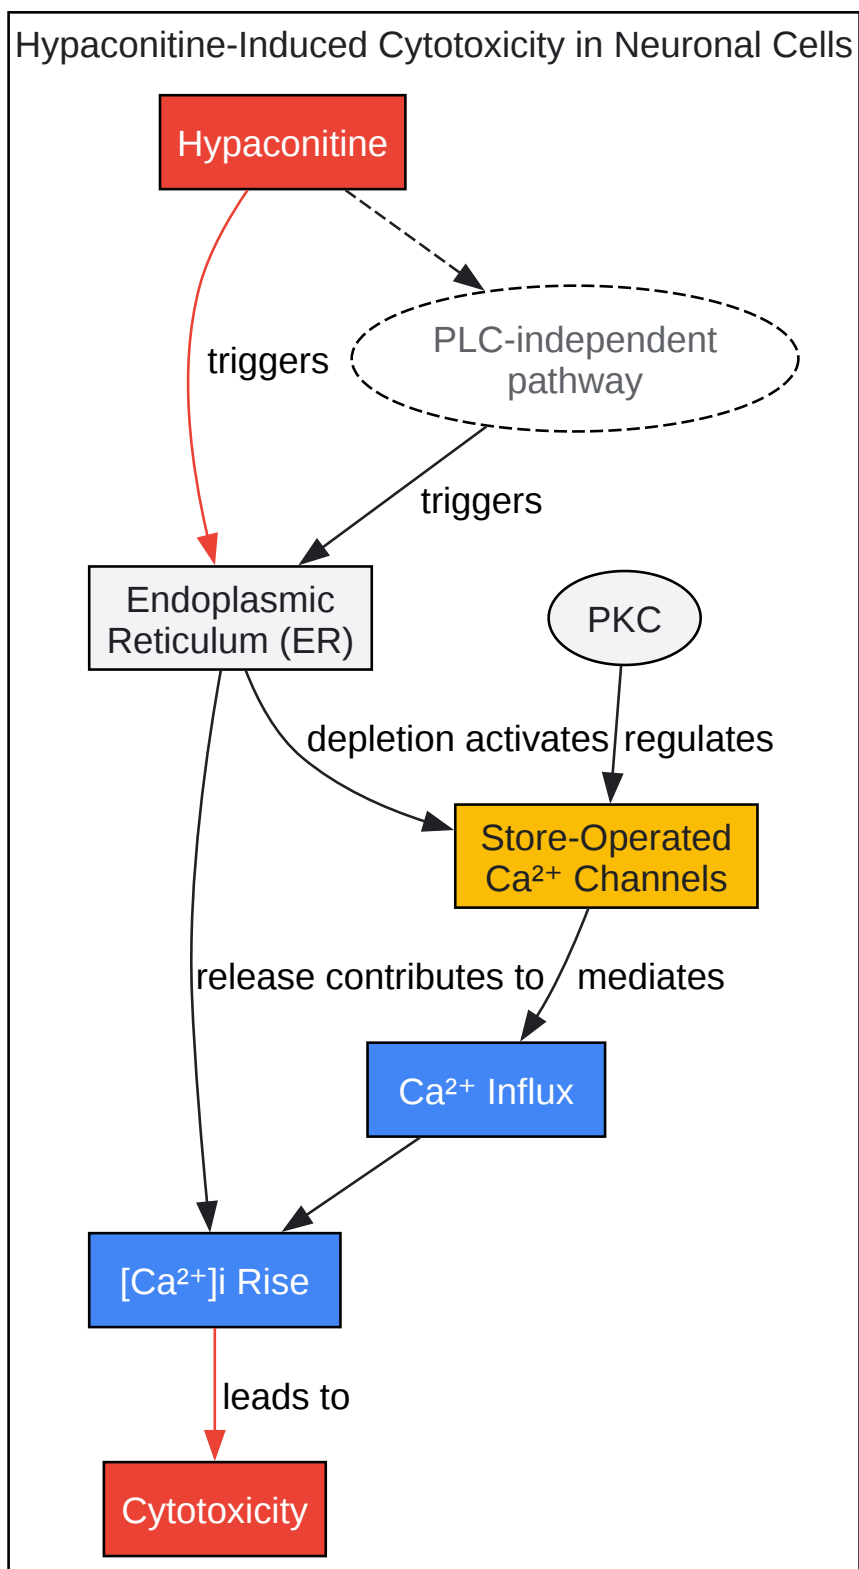 Hypaconitine-Induced Cytotoxicity in Neuronal Cells
Hypaconitine
triggers
PLC-independent
pathway
triggers
Endoplasmic
Reticulum (ER)
PKC
depletion activates
regulates
Store-Operated
Ca²⁺ Channels
release contributes to
mediates
Ca²⁺ Influx
[Ca²⁺]i Rise
leads to
Cytotoxicity